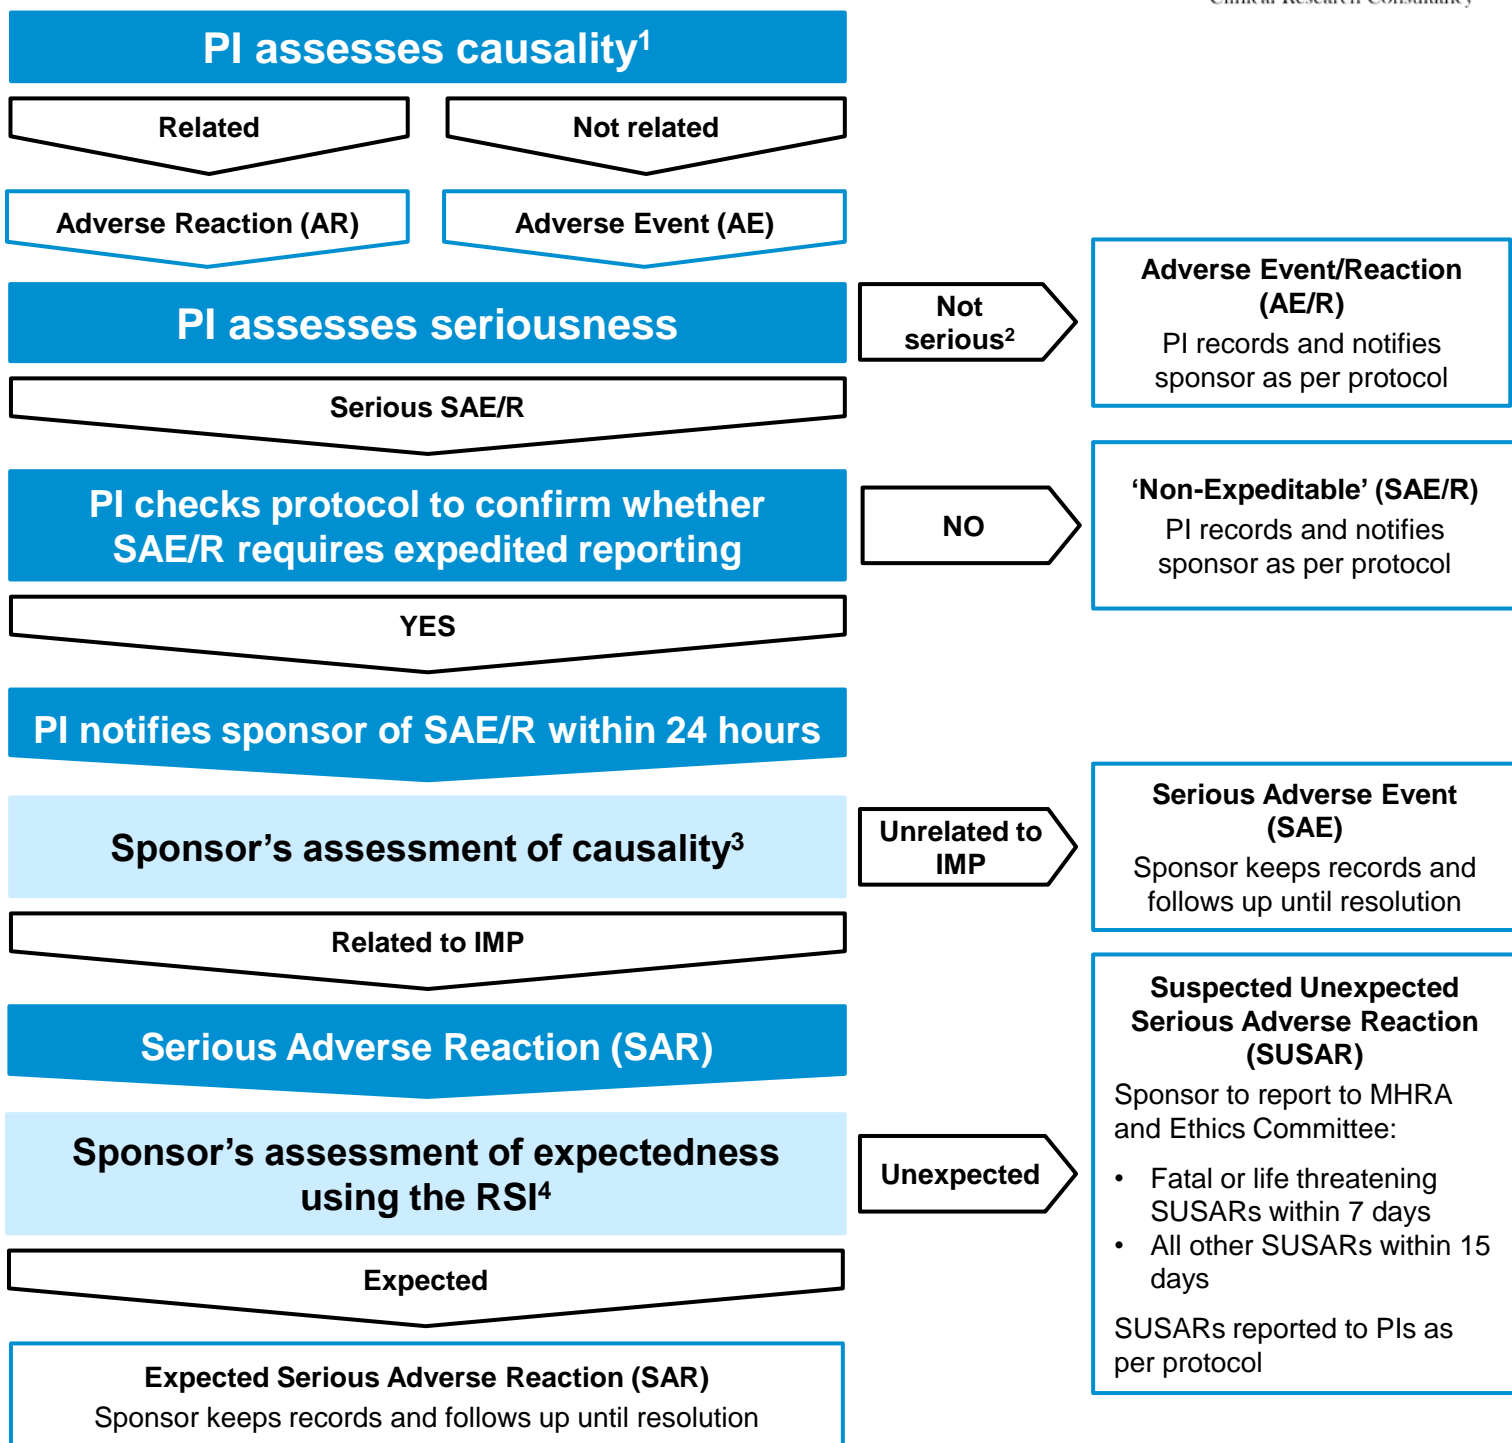 Clinical Research Consultancy
PI assesses causality¹
Related
Not related
Adverse Reaction (AR)
Adverse Event (AE)
PI assesses seriousness
Not
serious²
Adverse Event/Reaction
(AE/R)
PI records and notifies
sponsor as per protocol
Serious SAE/R
PI checks protocol to confirm whether
SAE/R requires expedited reporting
NO
‘Non-Expeditable’ (SAE/R)
PI records and notifies
sponsor as per protocol
YES
PI notifies sponsor of SAE/R within 24 hours
Sponsor’s assessment of causality³
Unrelated to
IMP
Serious Adverse Event
(SAE)
Sponsor keeps records and
follows up until resolution
Related to IMP
Serious Adverse Reaction (SAR)
Sponsor’s assessment of expectedness
using the RSI⁴
Unexpected
Suspected Unexpected
Serious Adverse Reaction
(SUSAR)
Sponsor to report to MHRA
and Ethics Committee:
• Fatal or life threatening
SUSARs within 7 days
• All other SUSARs within 15
days
SUSARs reported to PIs as
per protocol
Expected
Expected Serious Adverse Reaction (SAR)
Sponsor keeps records and follows up until resolution